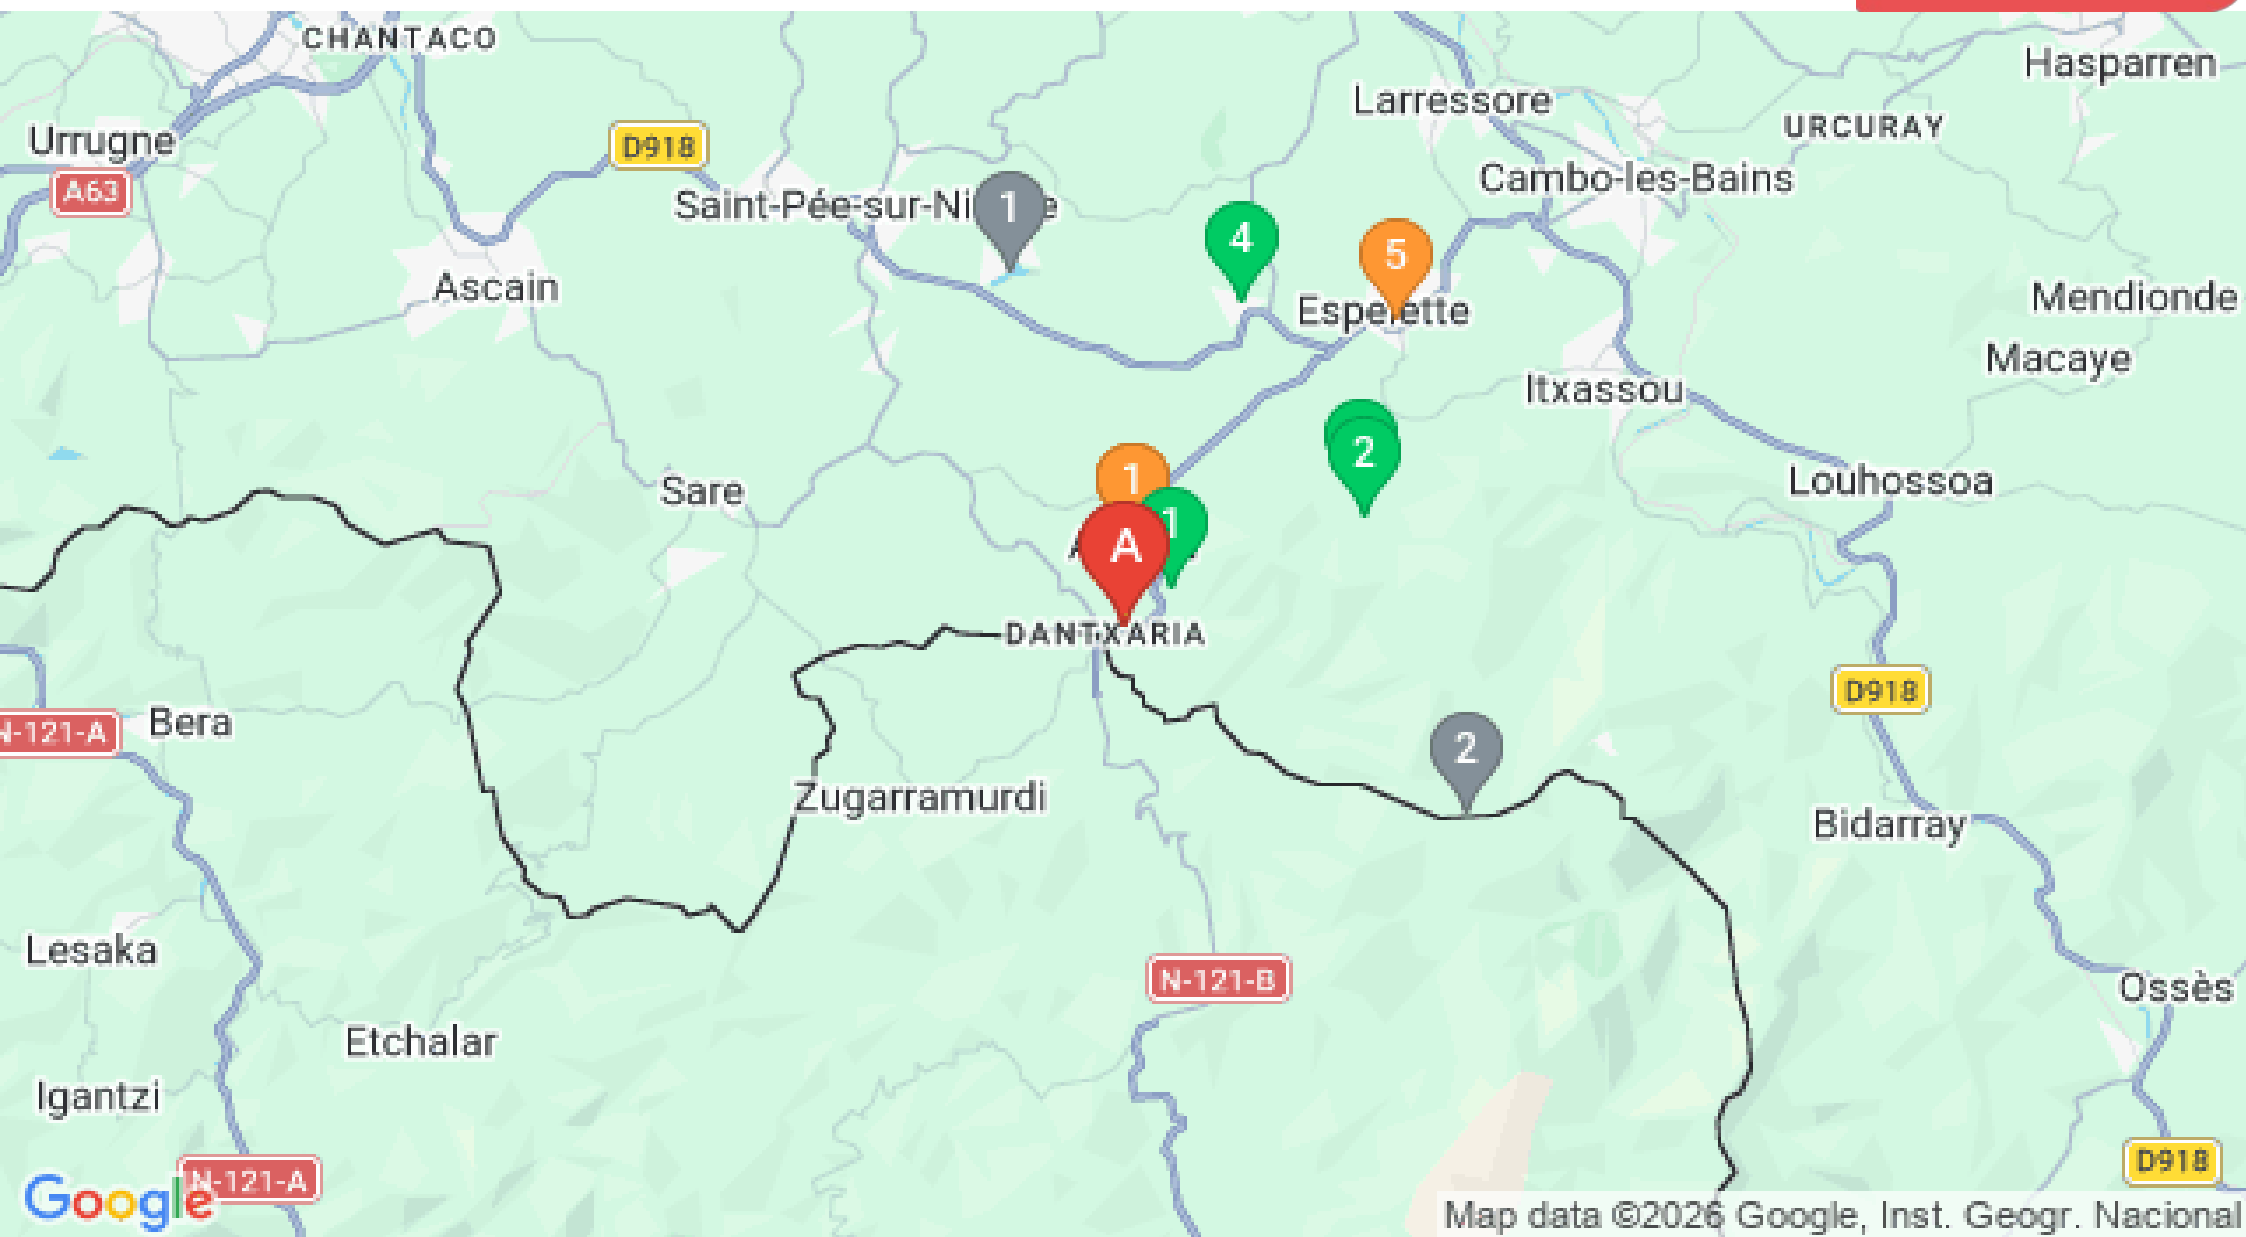 CHANTACO
Hasparren
Larressore
URCURAY
Urrugne
D918
A63
Cambo-les-Bains
Saint-Pée-sur-Ni
e
1
4
5
Ascain
Espelette
Mendionde
Macaye
Itxassou
2
1
Sare
Louhossoa
1
A
DANTXARIA
D918
Bera
N-121-A
2
Zugarramurdi
Bidarray
Lesaka
N-121-B
Ossès
Etchalar
Igantzi
D918
N-121-A
Google
Map data ©2026 Google, Inst. Geogr. Nacional